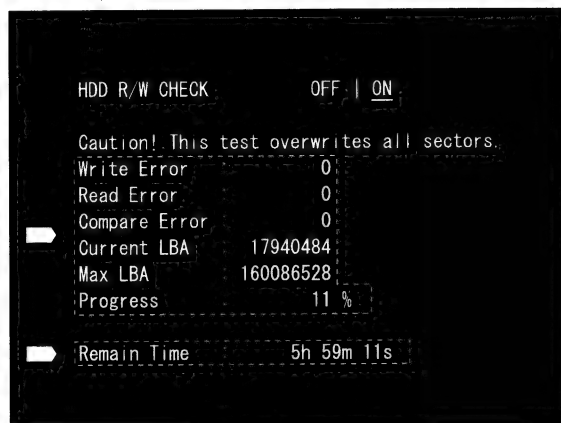 HDD R/W CHECK OFF | ON
Caution! This test overwrites all sectors.
Write Error 0
Read Error 0
Compare Error 0
Current LBA 17940484
Max LBA 160086528
Progress 11 %
Remain Time 5h 59m 11s